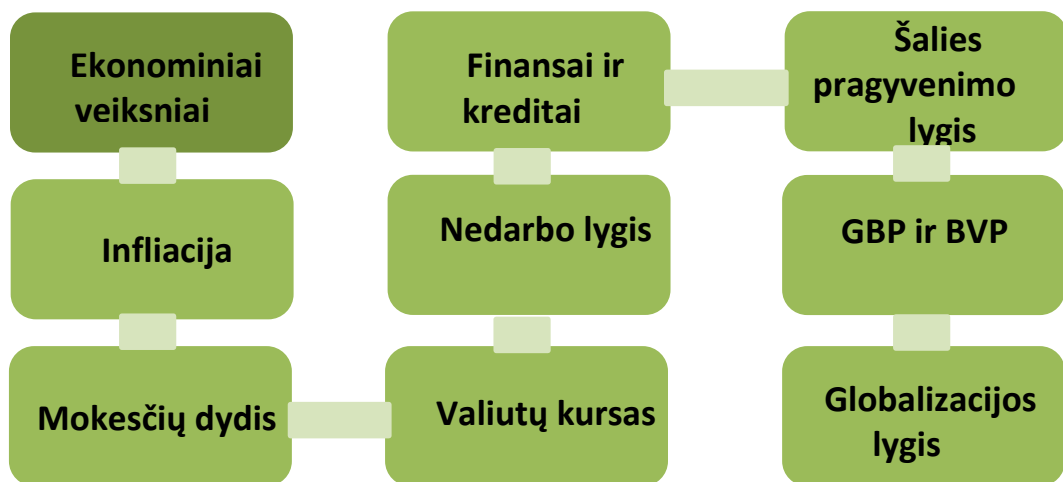 Ekonominiai
veiksniai
Infliacija
Mokesčių dydis
Valiutų kursas
Nedarbo lygis
Finansai ir
kreditai
Šalies
pragyvenimo
lygis
GBP ir BVP
Globalizacijos
lygis